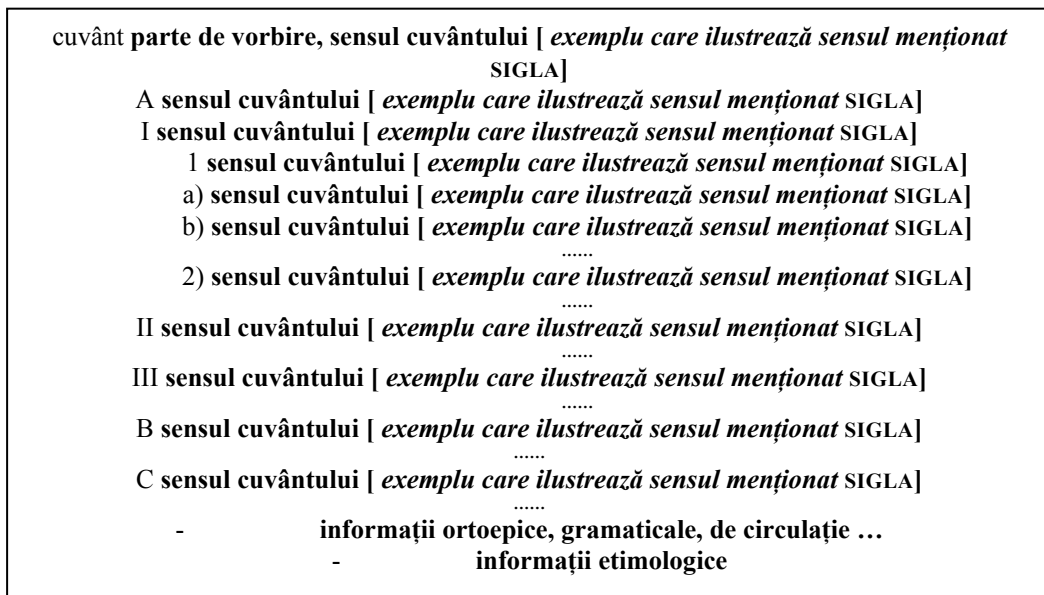 cuvânt parte de vorbire, sensul cuvântului [ exemplu care ilustrează sensul menționat
SIGLA]
A sensul cuvântului [ exemplu care ilustrează sensul menționat SIGLA]
I sensul cuvântului [ exemplu care ilustrează sensul menționat SIGLA]
1 sensul cuvântului [ exemplu care ilustrează sensul menționat SIGLA]
a) sensul cuvântului [ exemplu care ilustrează sensul menționat SIGLA]
b) sensul cuvântului [ exemplu care ilustrează sensul menționat SIGLA]
......
2) sensul cuvântului [ exemplu care ilustrează sensul menționat SIGLA]
......
II sensul cuvântului [ exemplu care ilustrează sensul menționat SIGLA]
......
III sensul cuvântului [ exemplu care ilustrează sensul menționat SIGLA]
......
B sensul cuvântului [ exemplu care ilustrează sensul menționat SIGLA]
......
C sensul cuvântului [ exemplu care ilustrează sensul menționat SIGLA]
......
- informații ortoepice, gramaticale, de circulație …
- informații etimologice